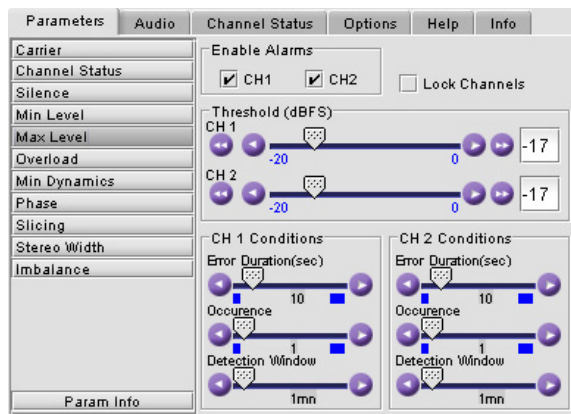 Parameters Audio Channel Status Options Help Info
Carrier
Channel Status
Silence
Min Level
Max Level
Overload
Min Dynamics
Phase
Slicing
Stereo Width
Imbalance
Param Info
Enable Alarms
CH1 CH2 Lock Channels
Threshold (dBFS)
CH 1
-17
-20 0
CH 2
-17
-20 0
CH 1 Conditions
Error Duration(sec)
10
Occurence
1
Detection Window
1mn
CH 2 Conditions
Error Duration(sec)
10
Occurence
1
Detection Window
1mn